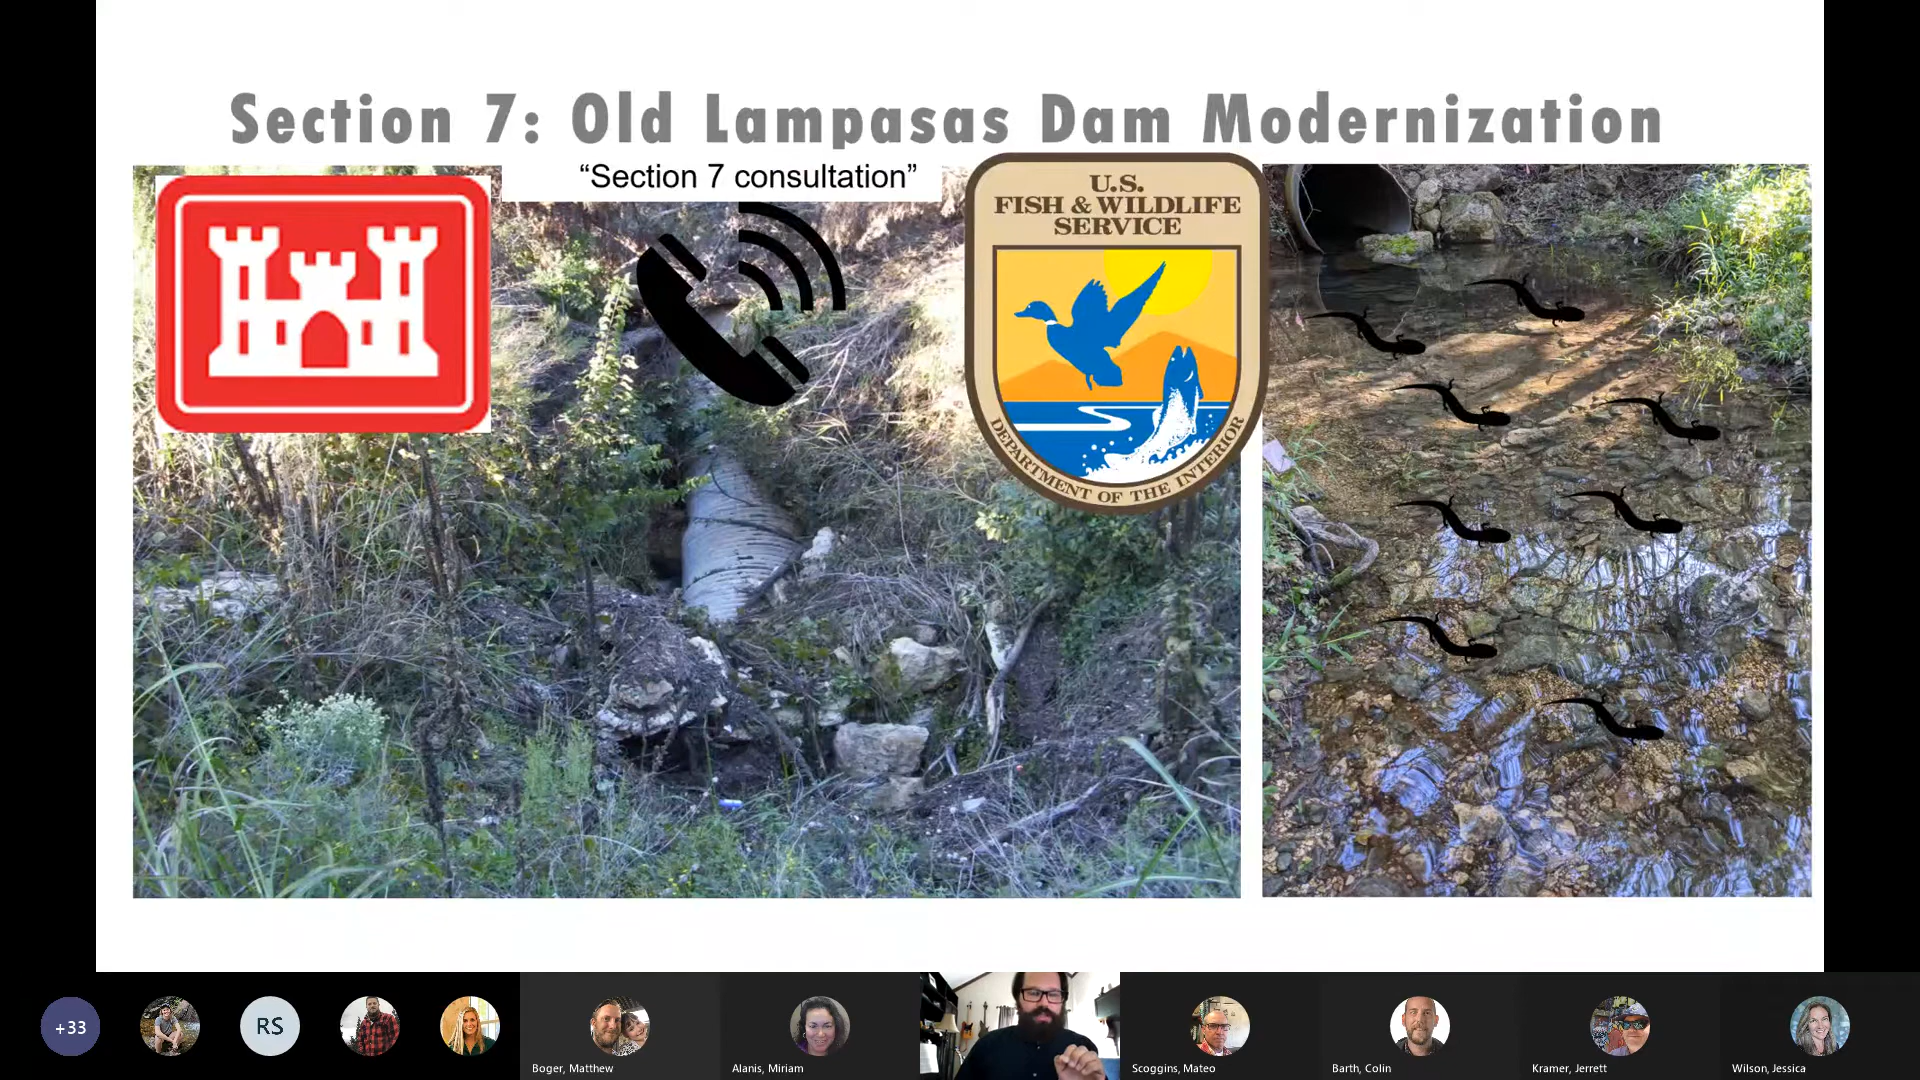 Section 7: Old Lampasas Dam Modernization
“Section 7 consultation”
U.S.
FISH & WILDLIFE
SERVICE
DEPARTMENT OF THE INTERIOR
+33
RS
Boger, Matthew
Alanis, Miriam
Scoggins, Mateo
Barth, Colin
Kramer, Jerrett
Wilson, Jessica